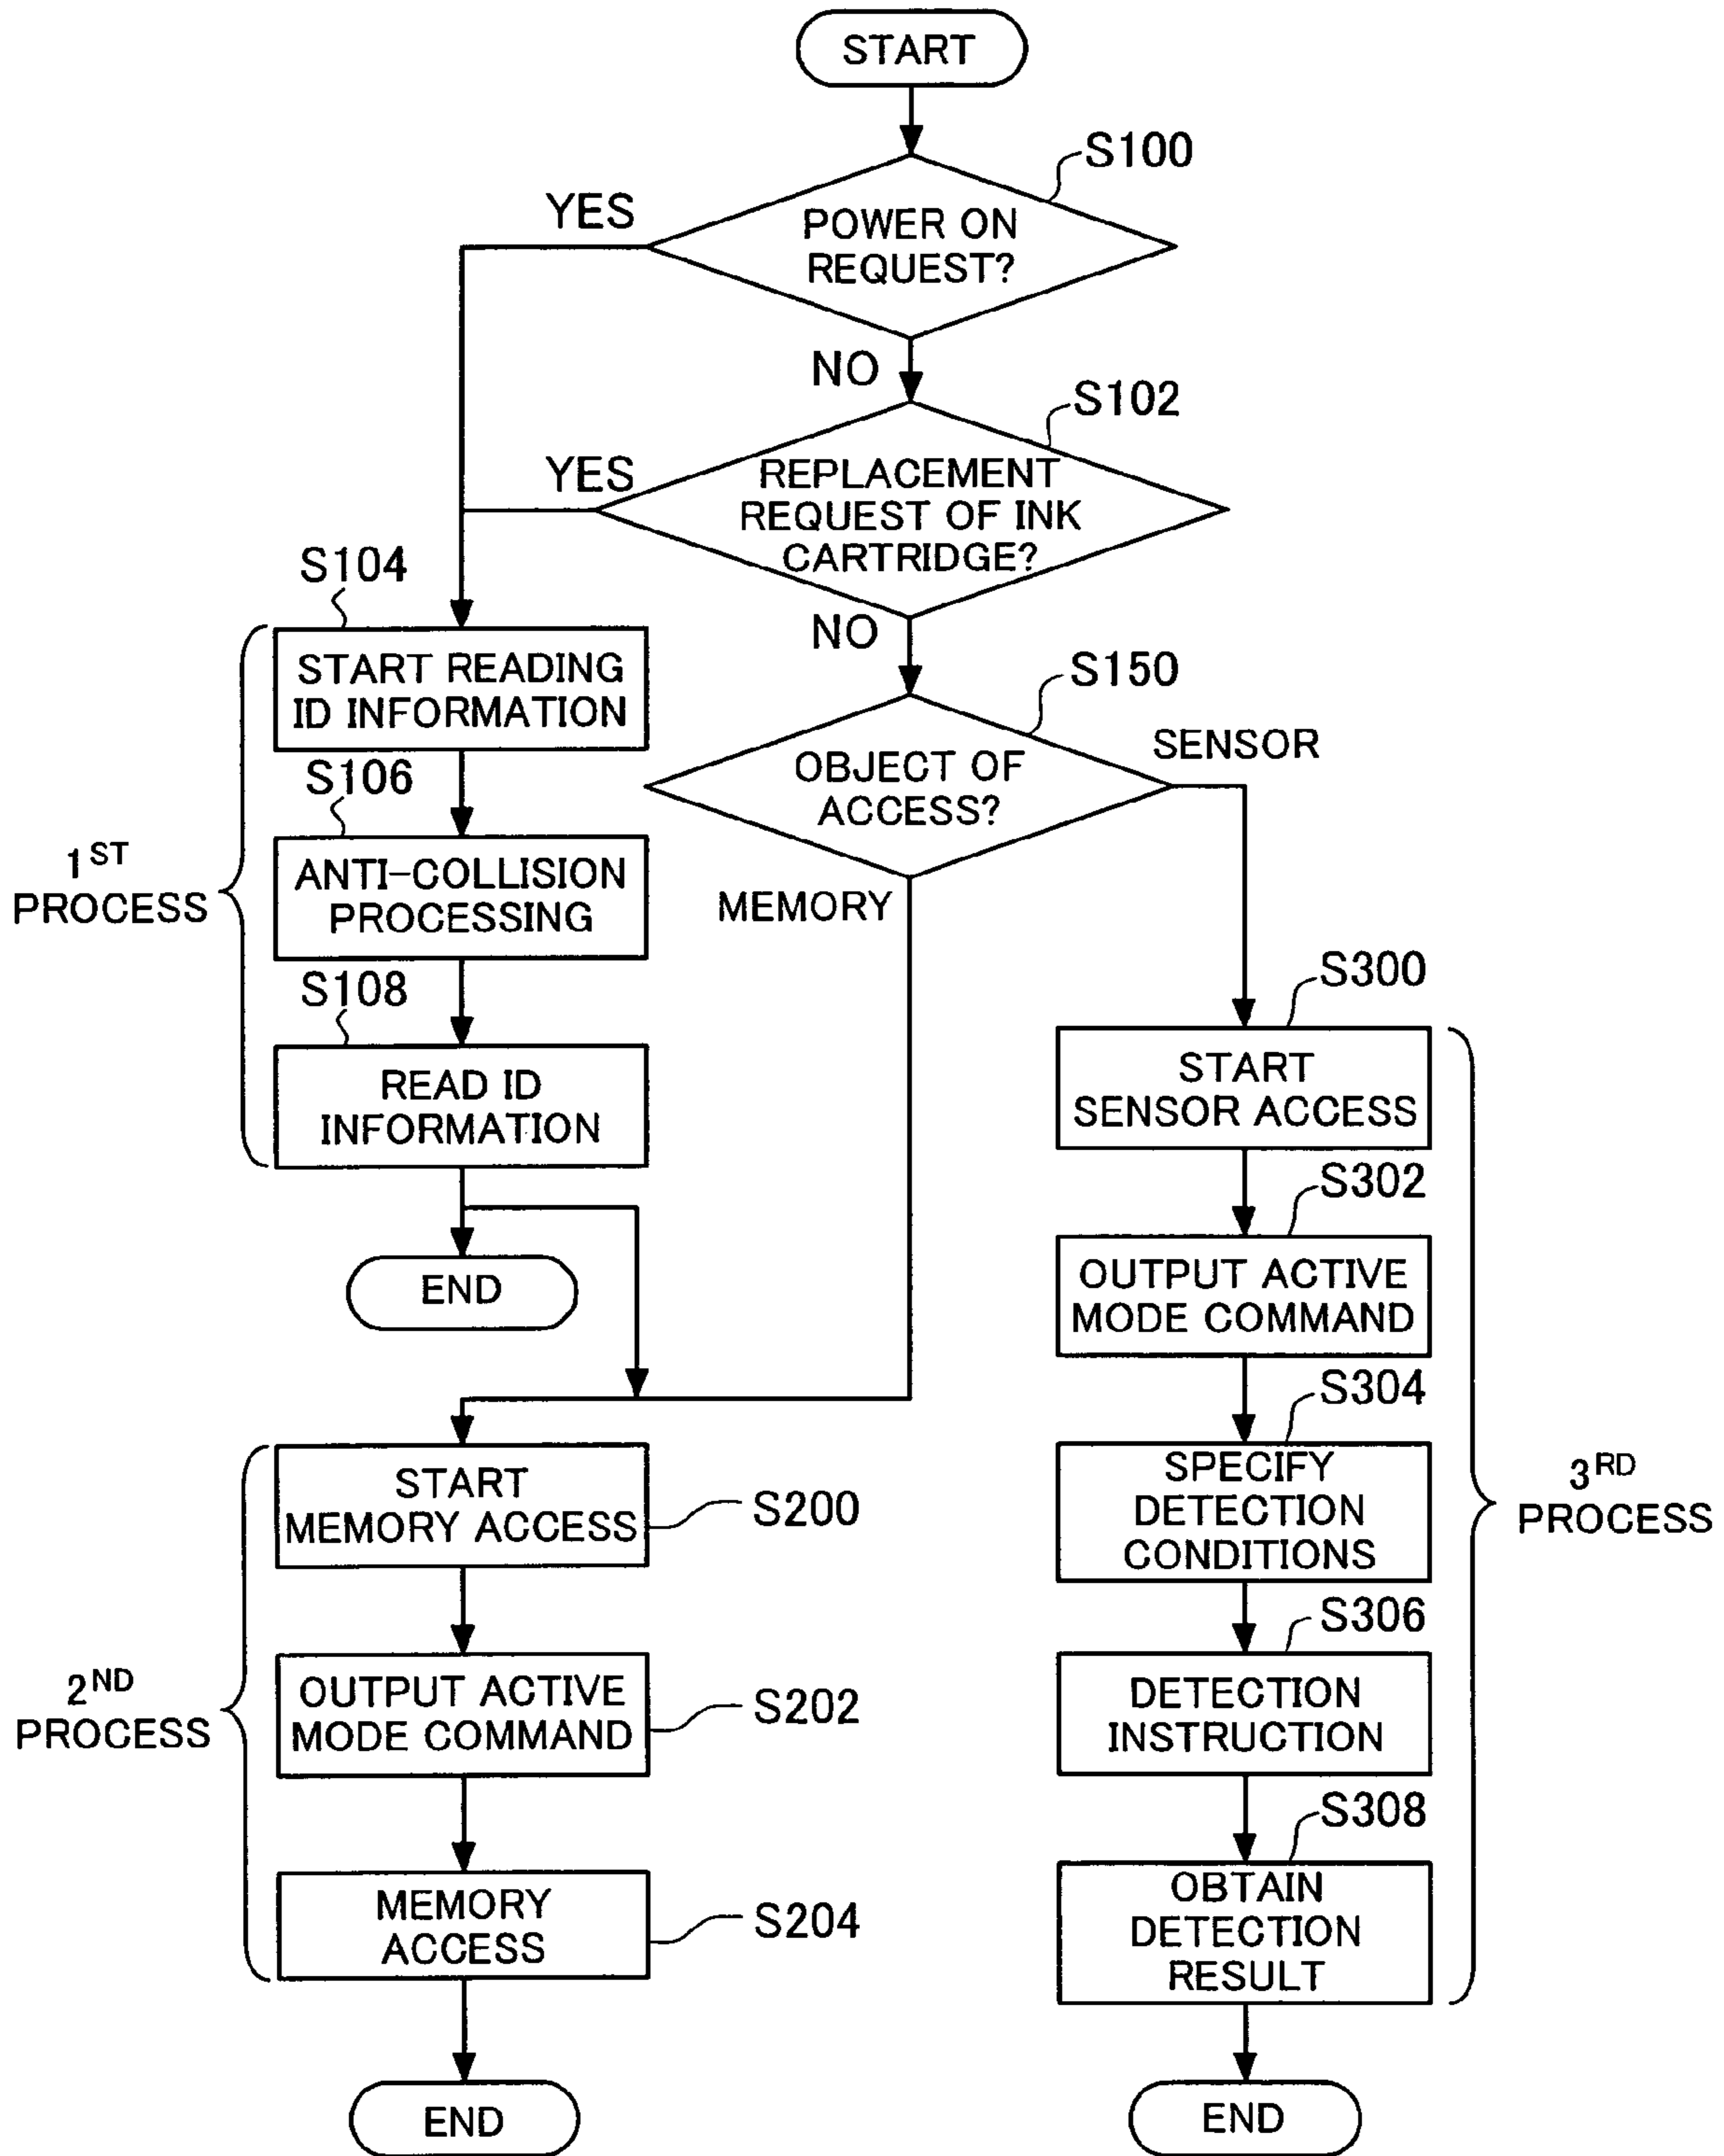 START
S100
YES
POWER ON
REQUEST?
NO
S102
YES
REPLACEMENT
REQUEST OF INK
CARTRIDGE?
NO
S104
START READING
ID INFORMATION
S150
OBJECT OF
ACCESS?
SENSOR
MEMORY
S106
ANTI-COLLISION
PROCESSING
1ST
PROCESS
S108
READ ID
INFORMATION
END
S300
START
SENSOR ACCESS
S302
OUTPUT ACTIVE
MODE COMMAND
S304
SPECIFY
DETECTION
CONDITIONS
3RD
PROCESS
S306
DETECTION
INSTRUCTION
S308
OBTAIN
DETECTION
RESULT
END
START
MEMORY ACCESS
S200
2ND
PROCESS
OUTPUT ACTIVE
MODE COMMAND
S202
MEMORY
ACCESS
S204
END